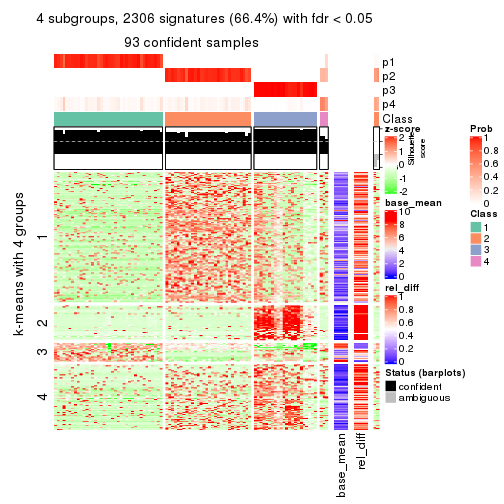 4 subgroups, 2306 signatures (66.4%) with fdr < 0.05
93 confident samples
p1
p2
p3
p4
Class
k-means with 4 groups
1
2
3
4
Silhouette
score
base_mean
rel_diff
z-score
2
1
0
-1
-2
base_mean
10
8
6
4
2
0
rel_diff
1
0.8
0.6
0.4
0.2
0
Status (barplots)
confident
ambiguous
Prob
1
0.8
0.6
0.4
0.2
0
Class
1
2
3
4